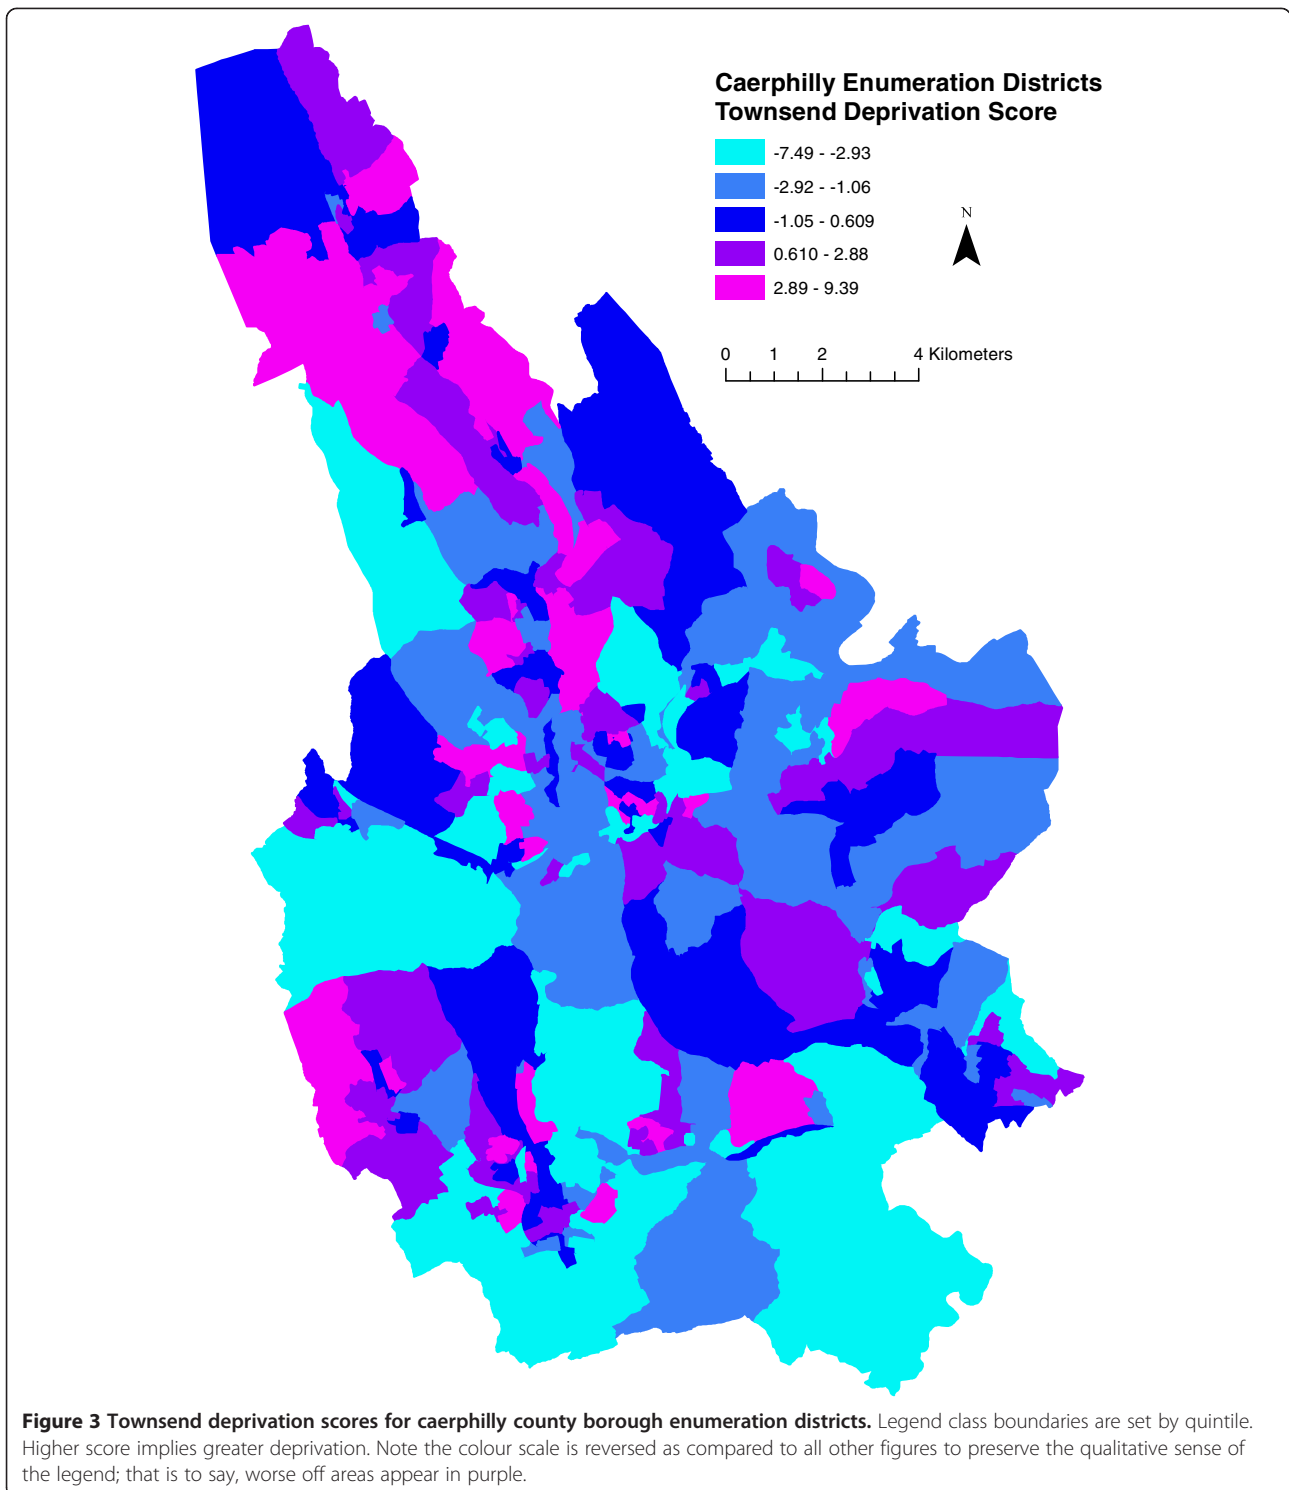 Caerphilly Enumeration Districts
Townsend Deprivation Score
-7.49 - -2.93
-2.92 - -1.06
-1.05 - 0.609
0.610 - 2.88
2.89 - 9.39
N
0 1 2 4 Kilometers
Figure 3 Townsend deprivation scores for caerphilly county borough enumeration districts. Legend class boundaries are set by quintile.
Higher score implies greater deprivation. Note the colour scale is reversed as compared to all other figures to preserve the qualitative sense of
the legend; that is to say, worse off areas appear in purple.